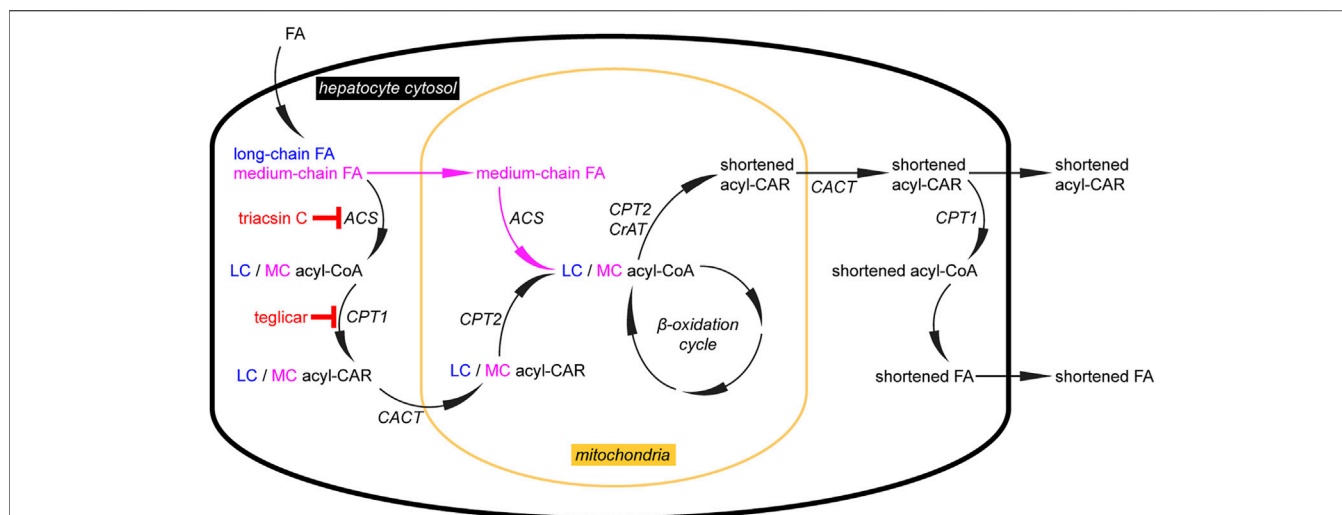 FA
hepatocyte cytosol
long-chain FA
medium-chain FA
triacsin C
ACS
LC / MC acyl-CoA
teglicar
CPT1
LC / MC acyl-CAR
CACT
medium-chain FA
ACS
LC / MC acyl-CoA
CPT2
LC / MC acyl-CAR
CPT2
CrAT
β-oxidation
cycle
mitochondria
shortened
acyl-CAR
CACT
shortened
acyl-CAR
shortened
acyl-CAR
CPT1
shortened acyl-CoA
shortened FA
shortened FA